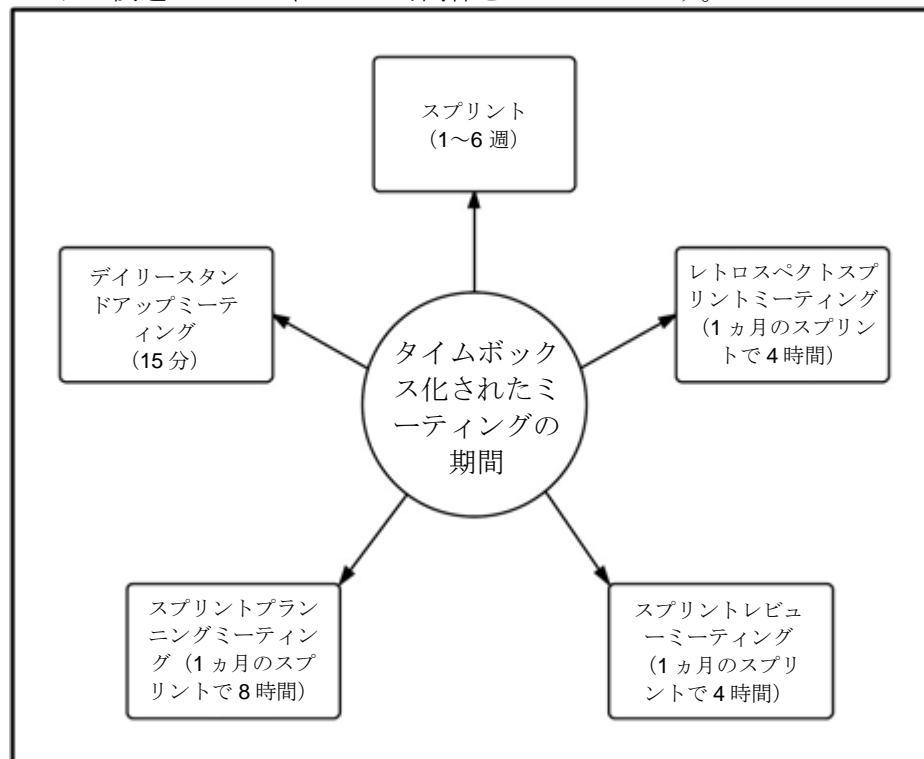 スプリント
（1～6 週）
デイリースタン
ドアップミーテ
ィング
（15 分）
レトロスペクトスプ
リントミーティング
（1 ヵ月のスプリン
トで 4 時間）
タイムボック
ス化されたミ
ーティングの
期間
スプリントプラン
ニングミーティン
グ（1 ヵ月のスプ
リントで 8 時間）
スプリントレビュ
ーミーティング
（1 ヵ月のスプリ
ントで 4 時間）